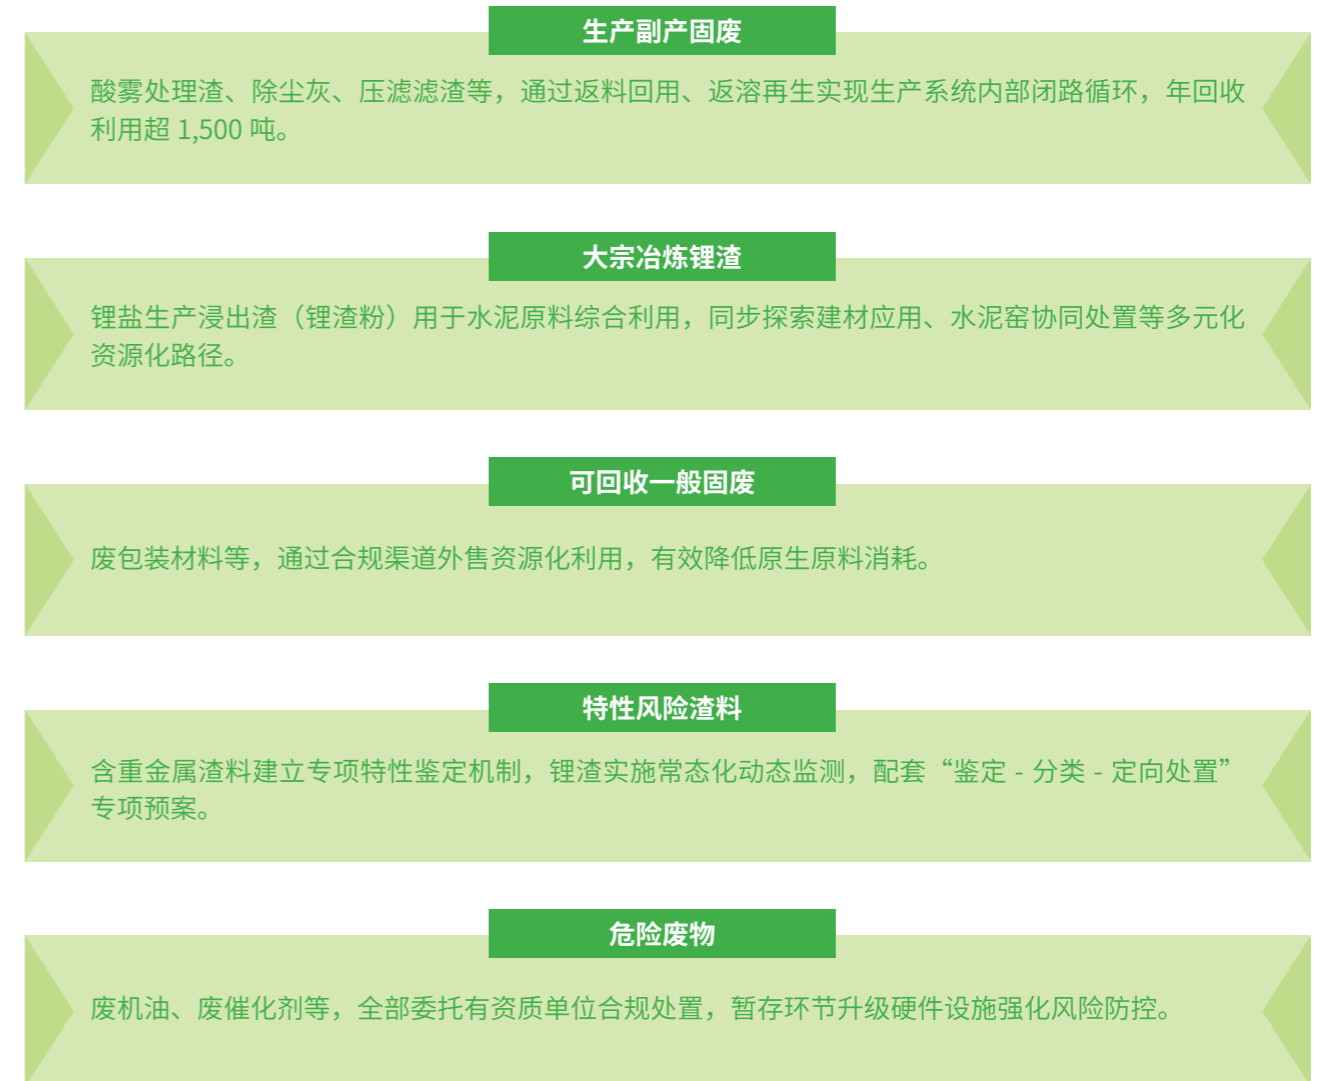 生产副产固废
酸雾处理渣、除尘灰、压滤滤渣等，通过返料回用、返溶再生实现生产系统内部闭路循环，年回收
利用超 1,500 吨。
大宗冶炼锂渣
锂盐生产浸出渣（锂渣粉）用于水泥原料综合利用，同步探索建材应用、水泥窑协同处置等多元化
资源化路径。
可回收一般固废
废包装材料等，通过合规渠道外售资源化利用，有效降低原生原料消耗。
特性风险渣料
含重金属渣料建立专项特性鉴定机制，锂渣实施常态化动态监测，配套“鉴定 - 分类 - 定向处置”
专项预案。
危险废物
废机油、废催化剂等，全部委托有资质单位合规处置，暂存环节升级硬件设施强化风险防控。